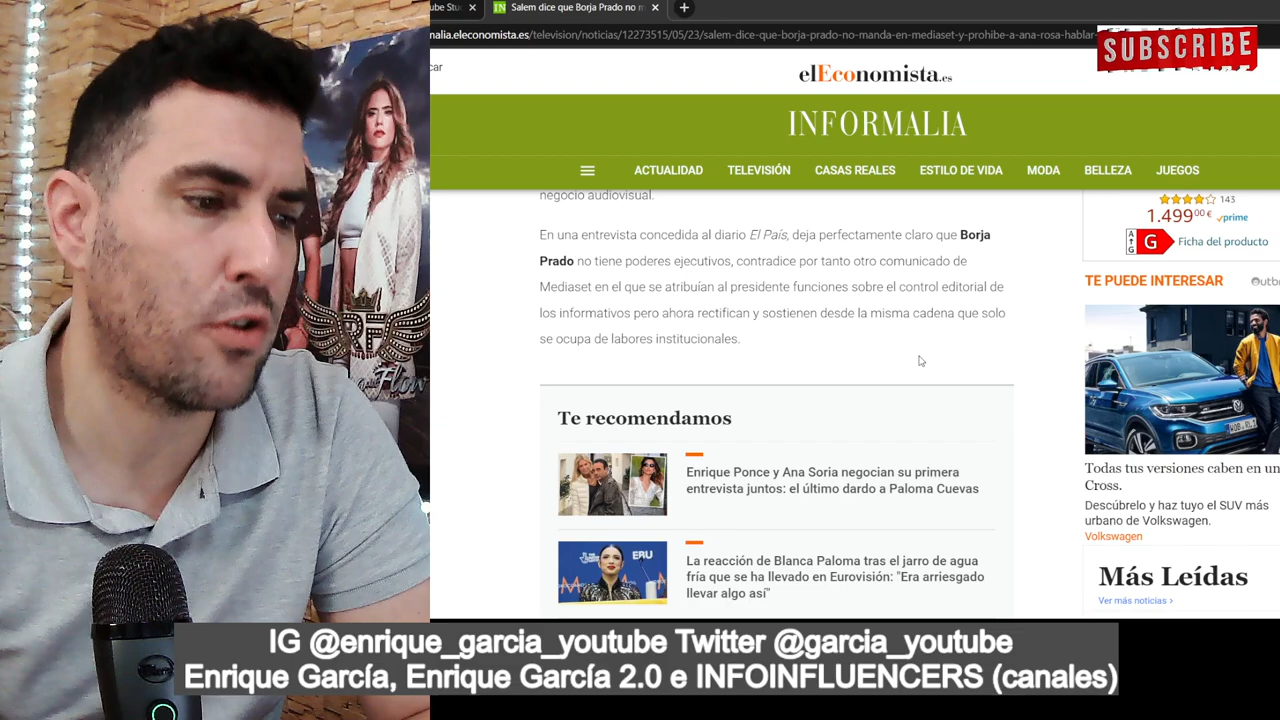 ube Stu
Salem dice que Borja Prado no m
nalia.eleconomista.es/television/noticias/12273515/05/23/salem-dice-que-borja-prado-no-manda-en-mediaset-y-prohibe-a-ana-rosa-hablar-
SUBSCRIBE
car
elEconomista.es
INFORMALIA
ACTUALIDAD TELEVISIÓN CASAS REALES ESTILO DE VIDA MODA BELLEZA JUEGOS
negocio audiovisual.
En una entrevista concedida al diario El País, deja perfectamente claro que Borja
Prado no tiene poderes ejecutivos, contradice por tanto otro comunicado de
Mediaset en el que se atribuían al presidente funciones sobre el control editorial de
los informativos pero ahora rectifican y sostienen desde la misma cadena que solo
se ocupa de labores institucionales.
143
1.49900 € prime
A G G Ficha del producto
TE PUEDE INTERESAR
Te recomendamos
Enrique Ponce y Ana Soria negocian su primera
entrevista juntos: el último dardo a Paloma Cuevas
La reacción de Blanca Paloma tras el jarro de agua
fría que se ha llevado en Eurovisión: "Era arriesgado
llevar algo así"
EBU
Todas tus versiones caben en un
Cross.
Descúbrelo y haz tuyo el SUV más
urbano de Volkswagen.
Volkswagen
Más Leídas
Ver más noticias >
RF
Flow
IG @enrique_garcia_youtube Twitter @garcia_youtube
Enrique García, Enrique García 2.0 e INFOINFLUENCERS (canales)